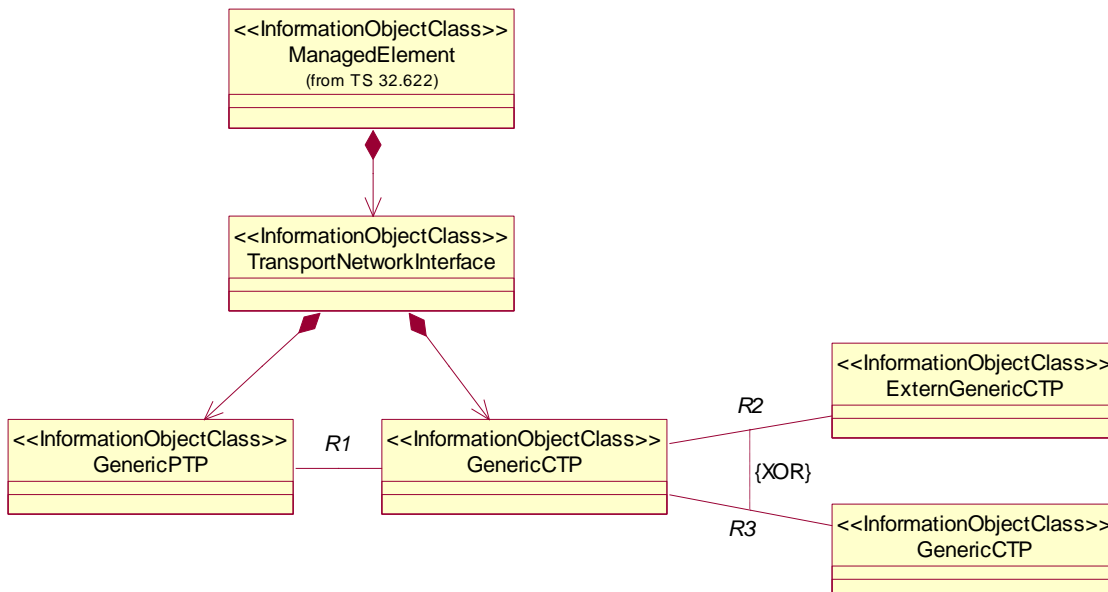 <<InformationObjectClass>>
ManagedElement
(from TS 32.622)
<<InformationObjectClass>>
TransportNetworkInterface
<<InformationObjectClass>>
ExternGenericCTP
R2
<<InformationObjectClass>>
GenericPTP
R1
<<InformationObjectClass>>
GenericCTP
{XOR}
R3
<<InformationObjectClass>>
GenericCTP